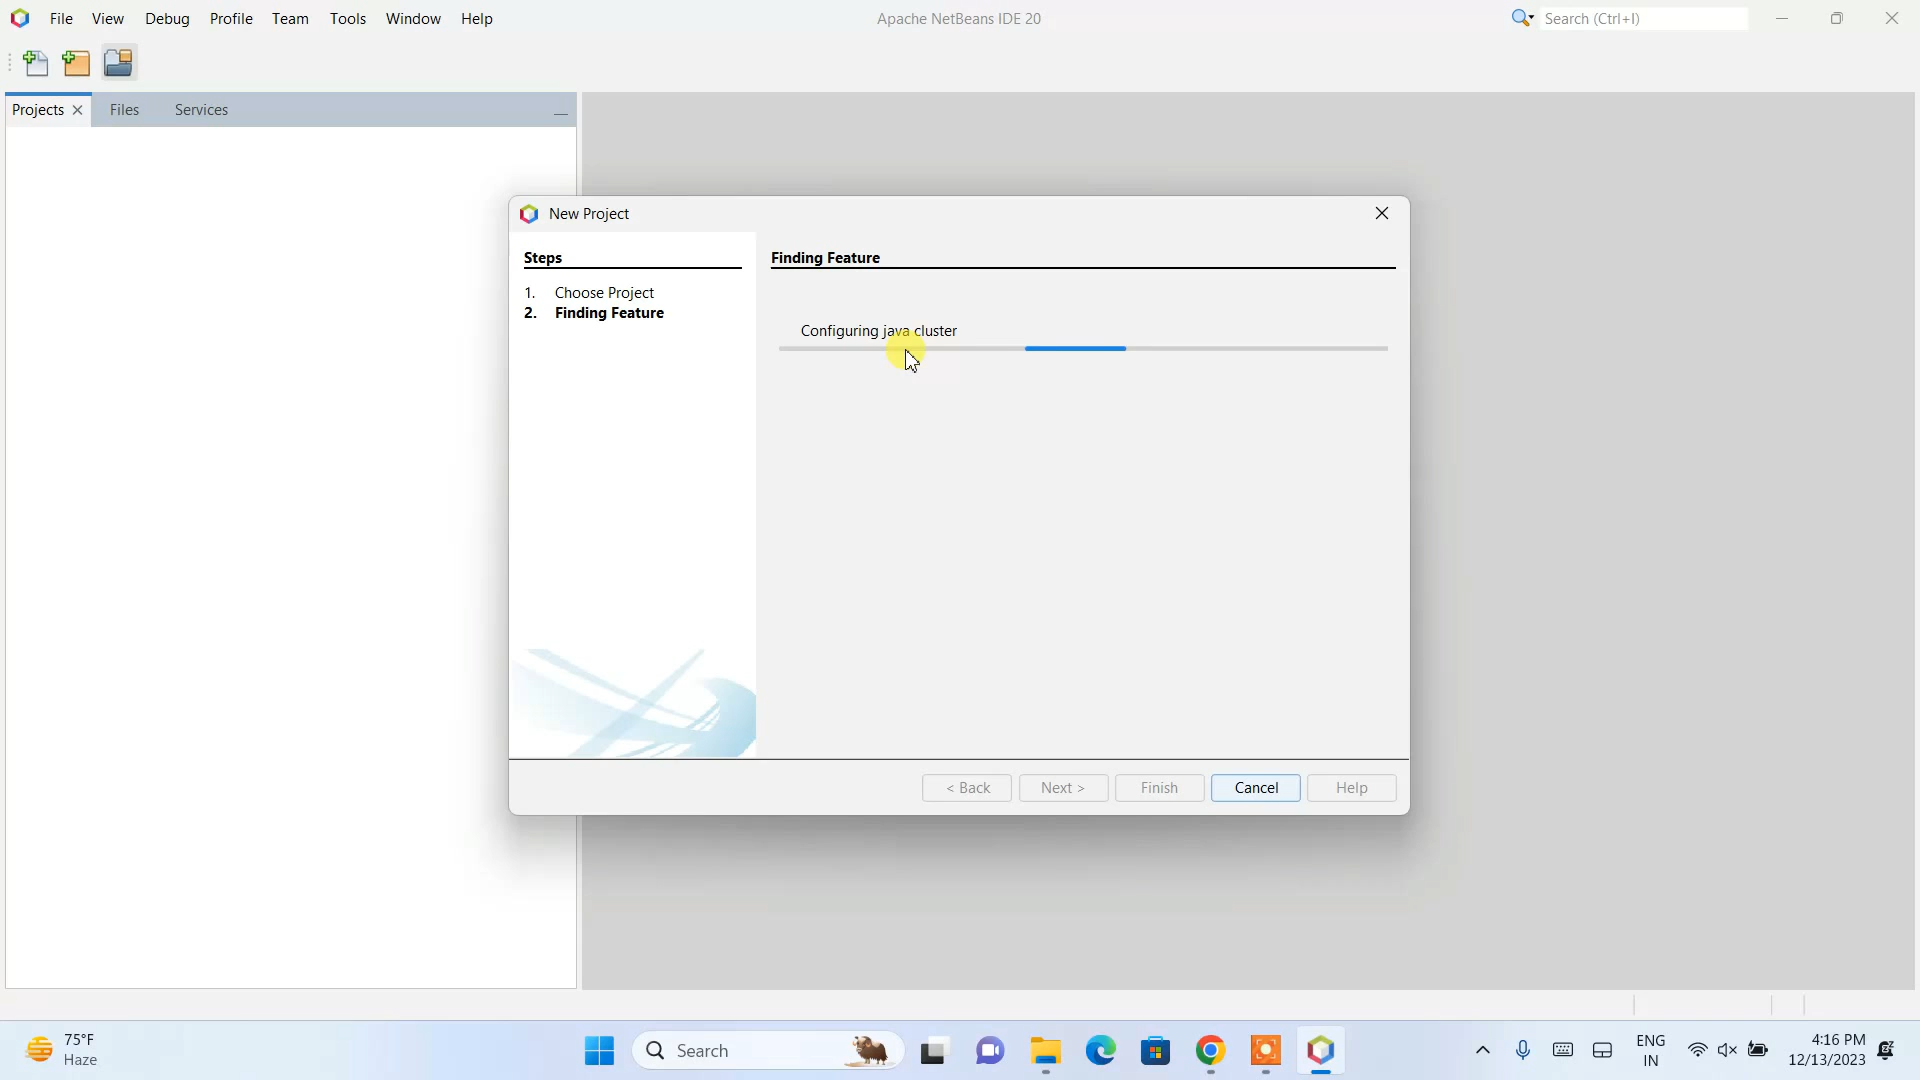 File View Debug Profile Team Tools Window Help
Apache NetBeans IDE 20
Search (Ctrl+I)
Projects Files Services
New Project
Steps
1. Choose Project
2. Finding Feature
Finding Feature
Configuring java cluster
< Back Next > Finish Cancel Help
75°F
Haze
Search
ENG
IN
4:16 PM
12/13/2023